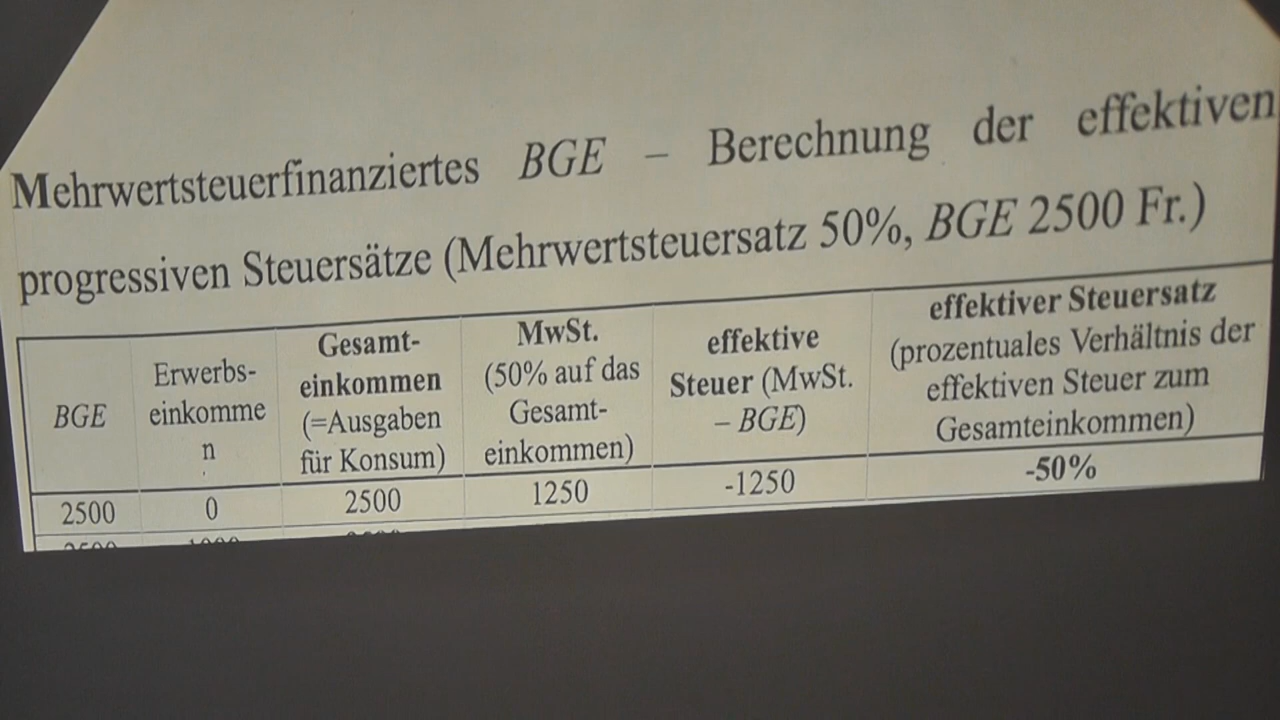 Mehrwertsteuerfinanziertes BGE – Berechnung der effektiven
progressiven Steuersätze (Mehrwertsteuersatz 50%, BGE 2500 Fr.)
BGE
Erwerbs-
einkomme
n
Gesamt-
einkommen
(=Ausgaben
für Konsum)
MwSt.
(50% auf das
Gesamt-
einkommen)
effektive
Steuer (MwSt.
– BGE)
effektiver Steuersatz
(prozentuales Verhältnis der
effektiven Steuer zum
Gesamteinkommen)
2500 0 2500 1250 -1250 -50%